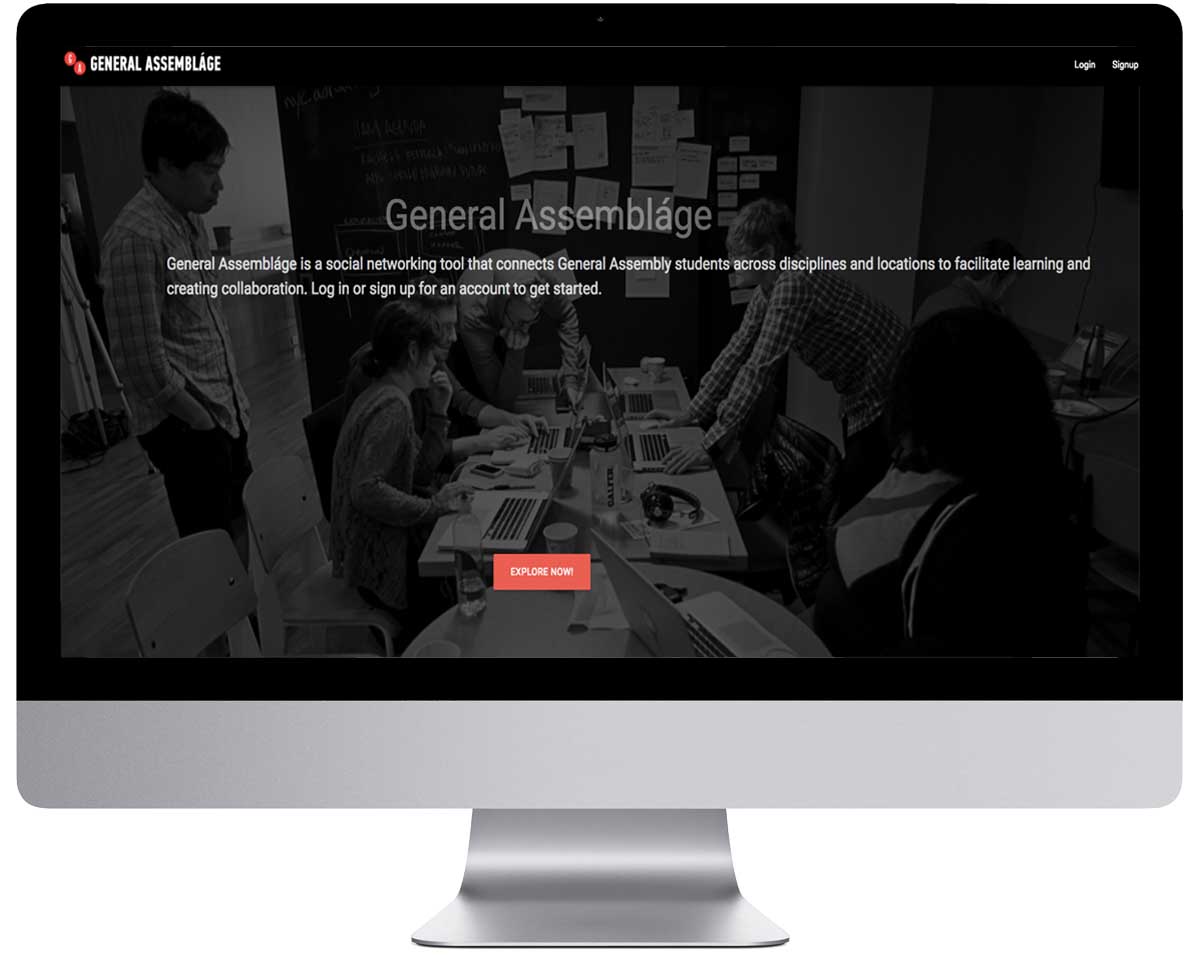 G
A
GENERAL ASSEMBLÁGE
Login
Signup
General Assembláge
General Assembláge is a social networking tool that connects General Assembly students across disciplines and locations to facilitate learning and
creating collaboration. Log in or sign up for an account to get started.
EXPLORE NOW!